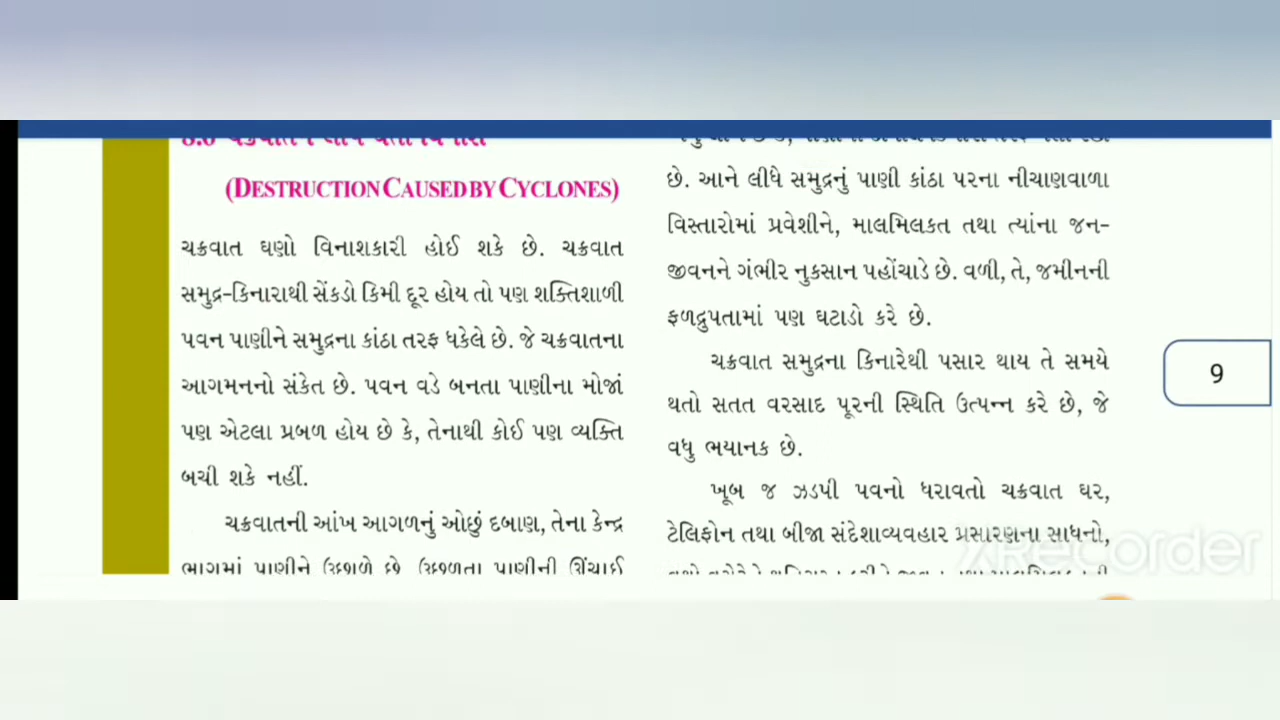 (DESTRUCTION CAUSED BY CYCLONES)
ચક્રવાત ઘણો વિનાશકારી હોઈ શકે છે. ચક્રવાત
સમુદ્ર-કિનારાથી સેંકડો કિમી દૂર હોય તો પણ શક્તિશાળી
પવન પાણીને સમુદ્રના કાંઠા તરફ ધકેલે છે. જે ચક્રવાતના
આગમનનો સંકેત છે. પવન વડે બનતા પાણીના મોજાં
પણ એટલા પ્રબળ હોય છે કે, તેનાથી કોઈ પણ વ્યક્તિ
બચી શકે નહીં.
ચક્રવાતની આંખ આગળનું ઓછું દબાણ, તેના કેન્દ્ર
ભાગમાં પાણીને ઉછાળે છે. ઉછળતા પાણીની ઊંચાઈ
છે. આને લીધે સમુદ્રનું પાણી કાંઠા પરના નીચાણવાળા
વિસ્તારોમાં પ્રવેશીને, માલમિલકત તથા ત્યાંના જન-
જીવનને ગંભીર નુકસાન પહોંચાડે છે. વળી, તે, જમીનની
ફળદ્રુપતામાં પણ ઘટાડો કરે છે.
ચક્રવાત સમુદ્રના કિનારેથી પસાર થાય તે સમયે
થતો સતત વરસાદ પૂરની સ્થિતિ ઉત્પન્ન કરે છે, જે
વધુ ભયાનક છે.
ખૂબ જ ઝડપી પવનો ધરાવતો ચક્રવાત ઘર,
ટેલિફોન તથા બીજા સંદેશાવ્યવહાર પ્રસારણના સાધનો,
9
XRecorder